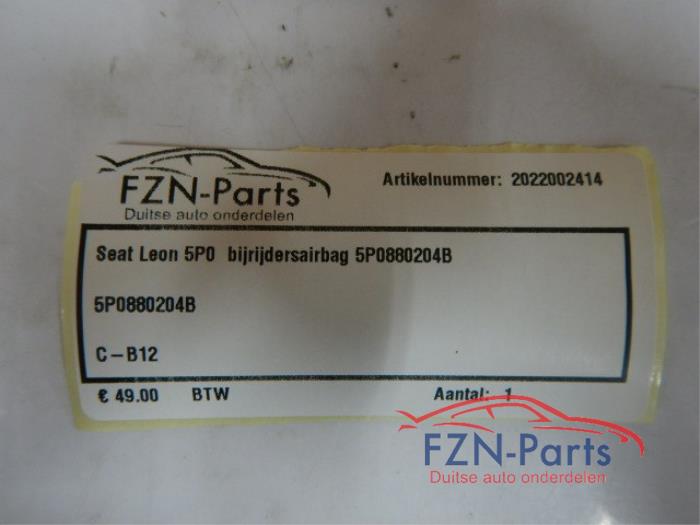 FZN-Parts
Duitse auto onderdelen
Artikelnummer: 2022002414
Seat Leon 5P0 bijrijdersairbag 5P0880204B
5P0880204B
C-B12
€ 49.00 BTW Aantal: 1
FZN-Parts
Duitse auto onderdelen